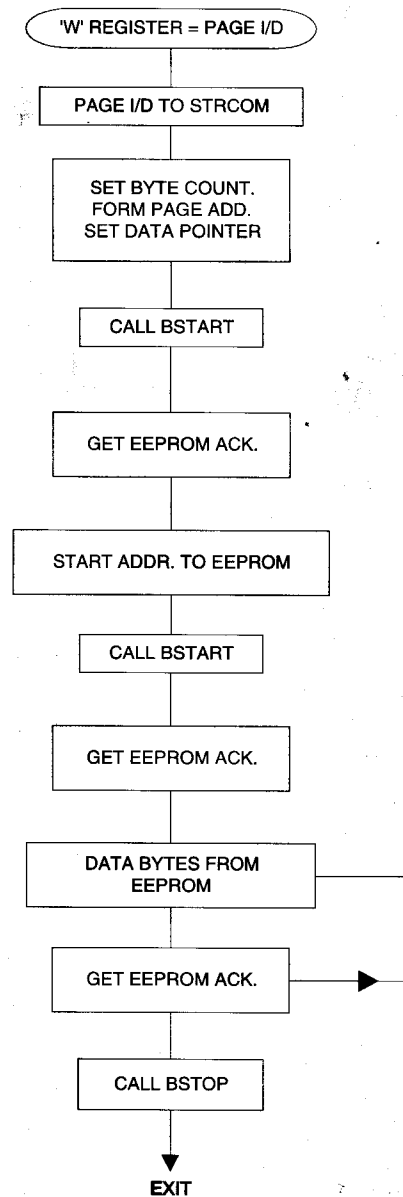 'W' REGISTER = PAGE I/D
PAGE I/D TO STRCOM
SET BYTE COUNT.
FORM PAGE ADD.
SET DATA POINTER
CALL BSTART
GET EEPROM ACK.
START ADDR. TO EEPROM
CALL BSTART
GET EEPROM ACK.
DATA BYTES FROM
EEPROM
GET EEPROM ACK.
CALL BSTOP
EXIT